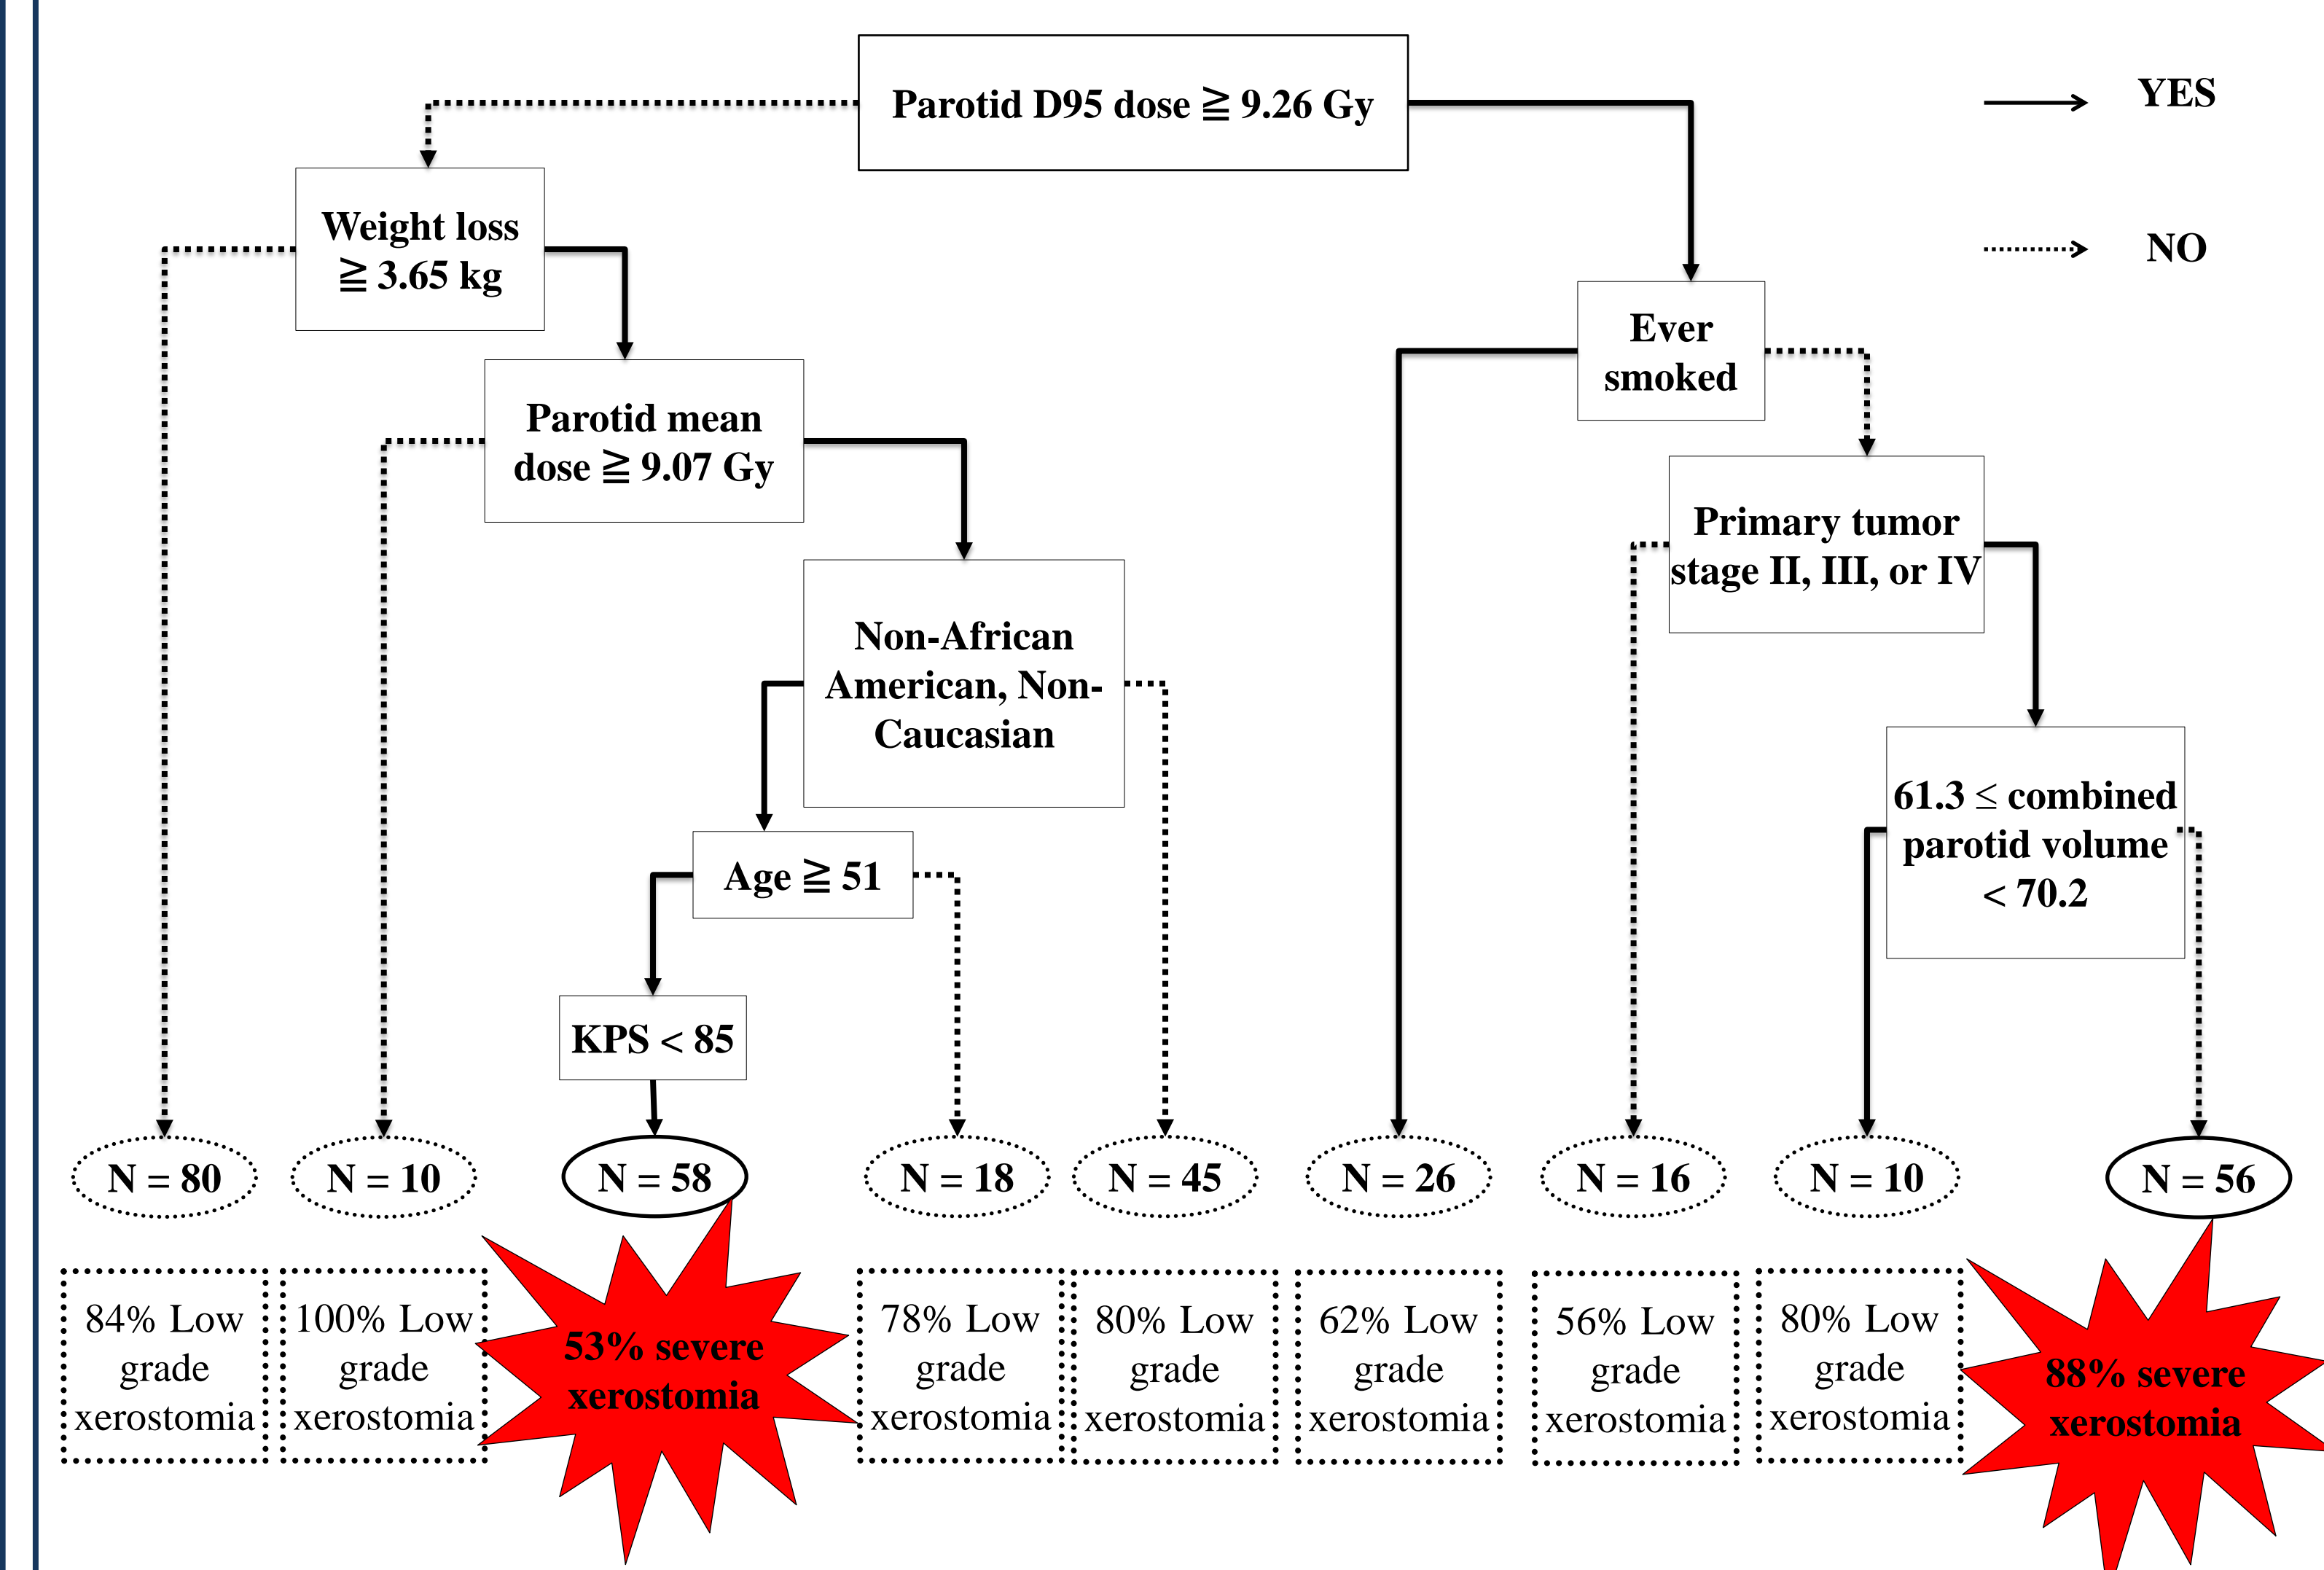 Parotid D95 dose ≧ 9.26 Gy
YES
NO
Weight loss
≧ 3.65 kg
Ever
smoked
Parotid mean
dose ≧ 9.07 Gy
Primary tumor
stage II, III, or IV
Non-African
American, Non-
Caucasian
61.3 ≤ combined
parotid volume
< 70.2
Age ≧ 51
KPS < 85
N = 80
N = 10
N = 58
N = 18
N = 45
N = 26
N = 16
N = 10
N = 56
84% Low
grade
xerostomia
100% Low
grade
xerostomia
53% severe
xerostomia
78% Low
grade
xerostomia
80% Low
grade
xerostomia
62% Low
grade
xerostomia
56% Low
grade
xerostomia
80% Low
grade
xerostomia
88% severe
xerostomia